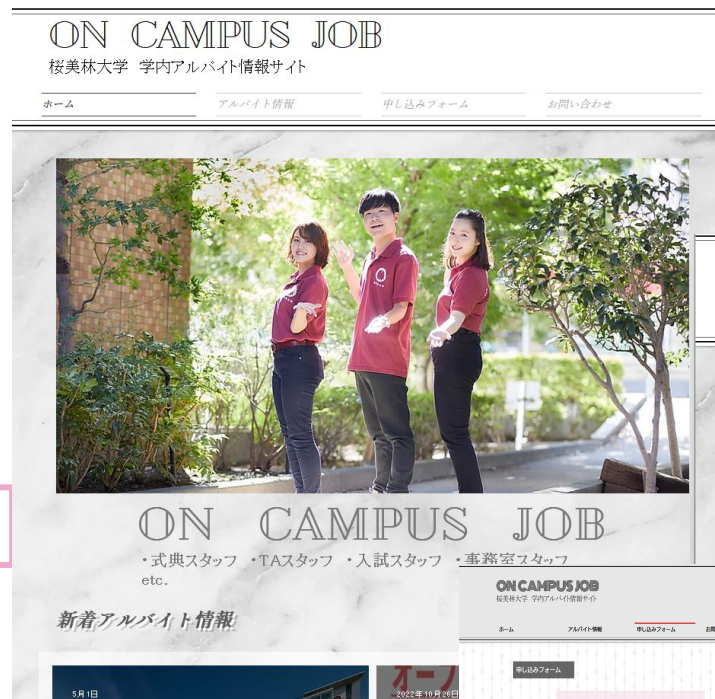 ON CAMPUS JOB
桜美林大学 学内アルバイト情報サイト
ホーム アルバイト情報 申し込みフォーム お問い合わせ
ON CAMPUS JOB
・式典スタッフ ・TAスタッフ ・入試スタッフ ・事務室スタッフ
etc.
新着アルバイト情報
5月1日
2022年10月26日
オープ
ON CAMPUS JOB
桜美林大学 学内アルバイト情報サイト
ホーム アルバイト情報 申し込みフォーム お問
申し込みフォーム